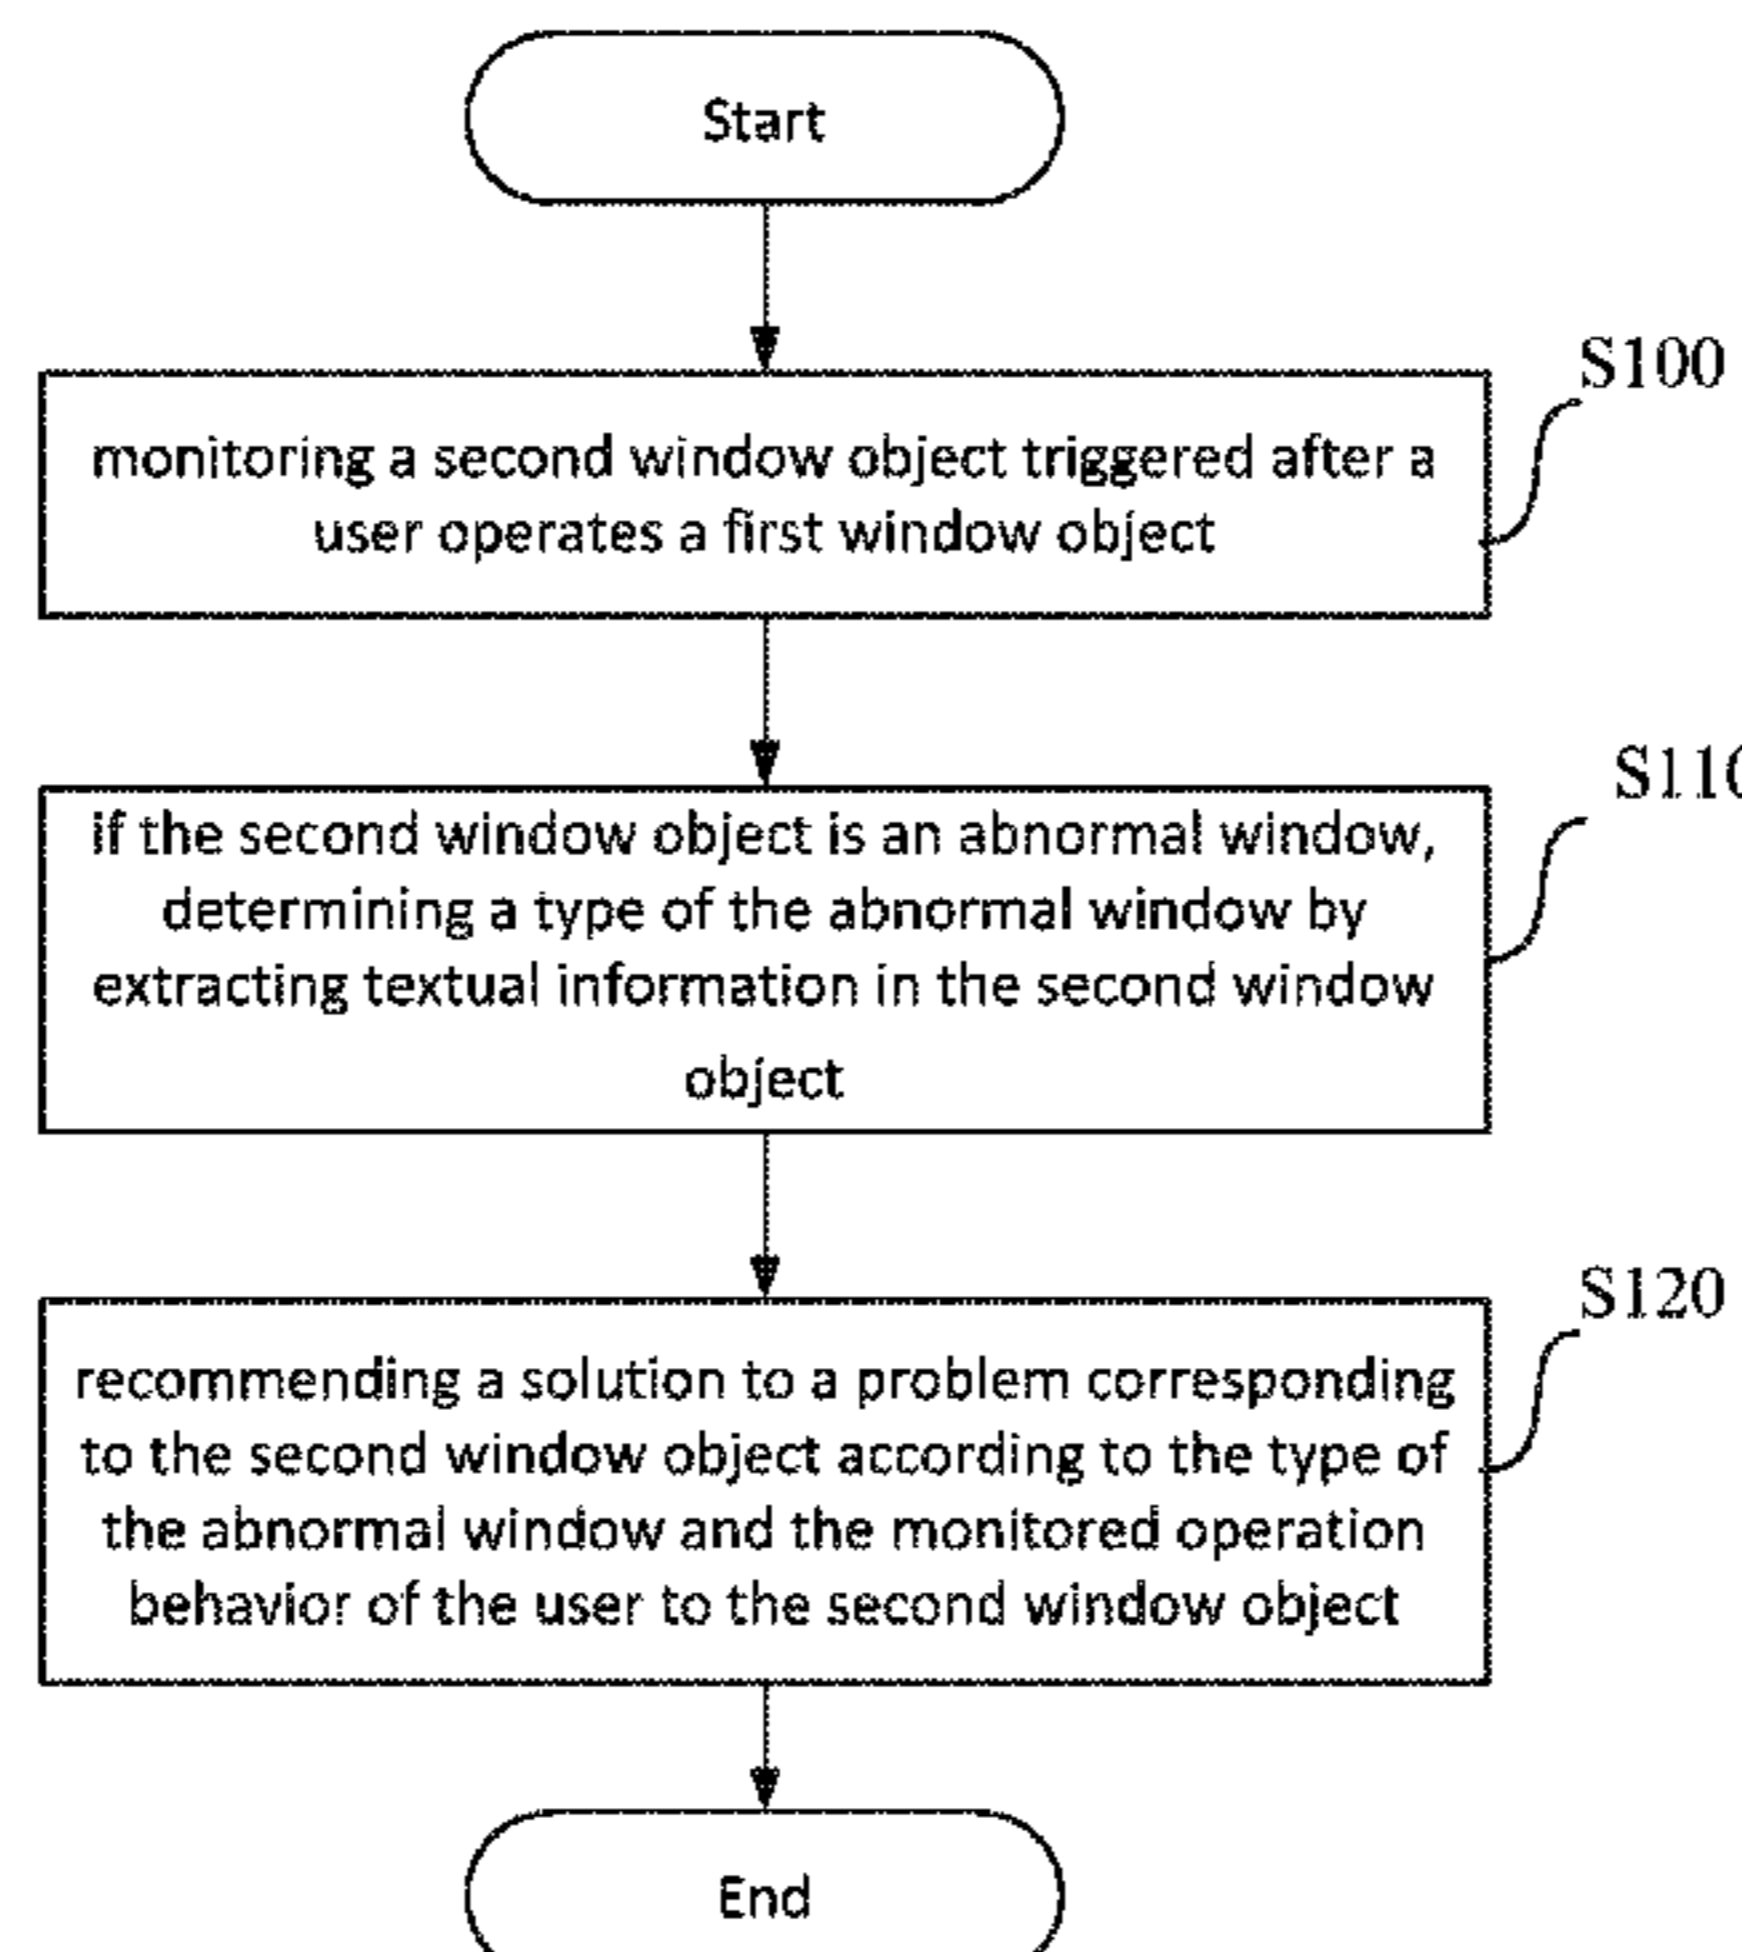 Start
S100
monitoring a second window object triggered after a
user operates a first window object
S110
if the second window object is an abnormal window,
determining a type of the abnormal window by
extracting textual information in the second window
object
S120
recommending a solution to a problem corresponding
to the second window object according to the type of
the abnormal window and the monitored operation
behavior of the user to the second window object
End